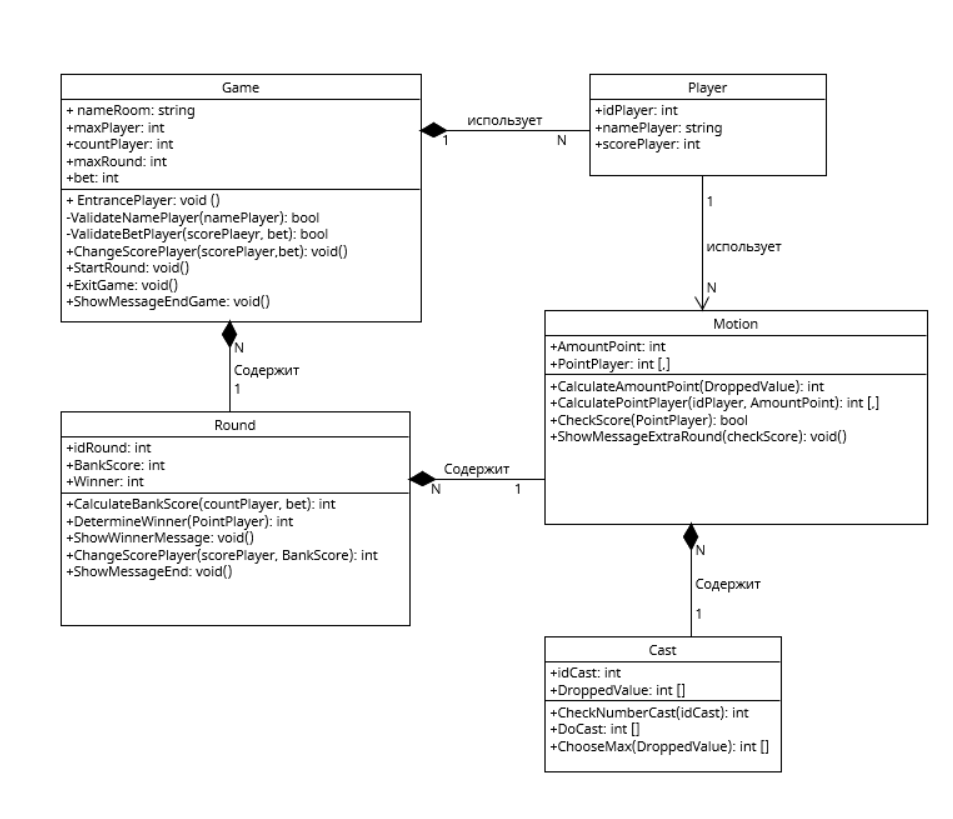 Game
+ nameRoom: string
+maxPlayer: int
+countPlayer: int
+maxRound: int
+bet: int
+ EntrancePlayer: void ()
-ValidateNamePlayer(namePlayer): bool
-ValidateBetPlayer(scorePlaeyr, bet): bool
+ChangeScorePlayer(scorePlayer,bet): void()
+StartRound: void()
+ExitGame: void()
+ShowMessageEndGame: void()
использует
1
N
Player
+idPlayer: int
+namePlayer: string
+scorePlayer: int
1
использует
N
N
Содержит
1
Motion
+AmountPoint: int
+PointPlayer: int [,]
+CalculateAmountPoint(DroppedValue): int
+CalculatePointPlayer(idPlayer, AmountPoint): int [,]
+CheckScore(PointPlayer): bool
+ShowMessageExtraRound(checkScore): void()
Round
+idRound: int
+BankScore: int
+Winner: int
+CalculateBankScore(countPlayer, bet): int
+DetermineWinner(PointPlayer): int
+ShowWinnerMessage: void()
+ChangeScorePlayer(scorePlayer, BankScore): int
+ShowMessageEnd: void()
Содержит
N
1
N
Содержит
1
Cast
+idCast: int
+DroppedValue: int []
+CheckNumberCast(idCast): int
+DoCast: int []
+ChooseMax(DroppedValue): int []